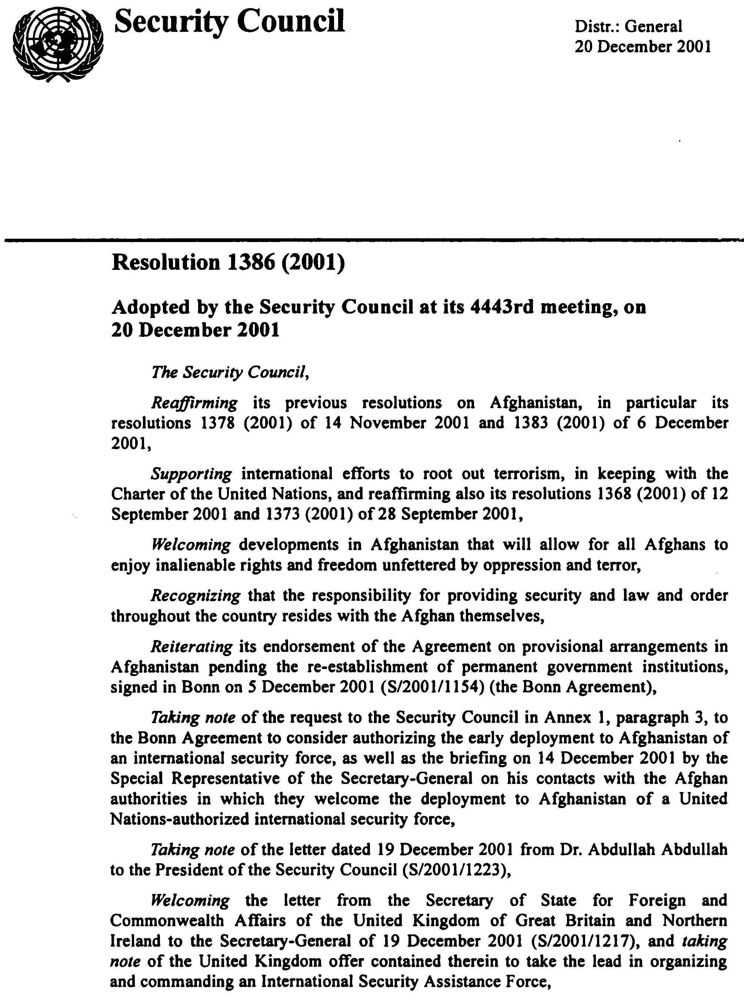 Security Council
Distr.: General
20 December 2001
Resolution 1386 (2001)
Adopted by the Security Council at its 4443rd meeting, on
20 December 2001
The Security Council,
Reaffirming its previous resolutions on Afghanistan, in particular its
resolutions 1378 (2001) of 14 November 2001 and 1383 (2001) of 6 December
2001,
Supporting international efforts to root out terrorism, in keeping with the
Charter of the United Nations, and reaffirming also its resolutions 1368 (2001) of 12
September 2001 and 1373 (2001) of 28 September 2001,
Welcoming developments in Afghanistan that will allow for all Afghans to
enjoy inalienable rights and freedom unfettered by oppression and terror,
Recognizing that the responsibility for providing security and law and order
throughout the country resides with the Afghan themselves,
Reiterating its endorsement of the Agreement on provisional arrangements in
Afghanistan pending the re-establishment of permanent government institutions,
signed in Bonn on 5 December 2001 (S/2001/1154) (the Bonn Agreement),
Taking note of the request to the Security Council in Annex 1, paragraph 3, to
the Bonn Agreement to consider authorizing the early deployment to Afghanistan of
an international security force, as well as the briefing on 14 December 2001 by the
Special Representative of the Secretary-General on his contacts with the Afghan
authorities in which they welcome the deployment to Afghanistan of a United
Nations-authorized international security force,
Taking note of the letter dated 19 December 2001 from Dr. Abdullah Abdullah
to the President of the Security Council (S/2001/1223),
Welcoming the letter from the Secretary of State for Foreign and
Commonwealth Affairs of the United Kingdom of Great Britain and Northern
Ireland to the Secretary-General of 19 December 2001 (S/2001/1217), and taking
note of the United Kingdom offer contained therein to take the lead in organizing
and commanding an International Security Assistance Force,